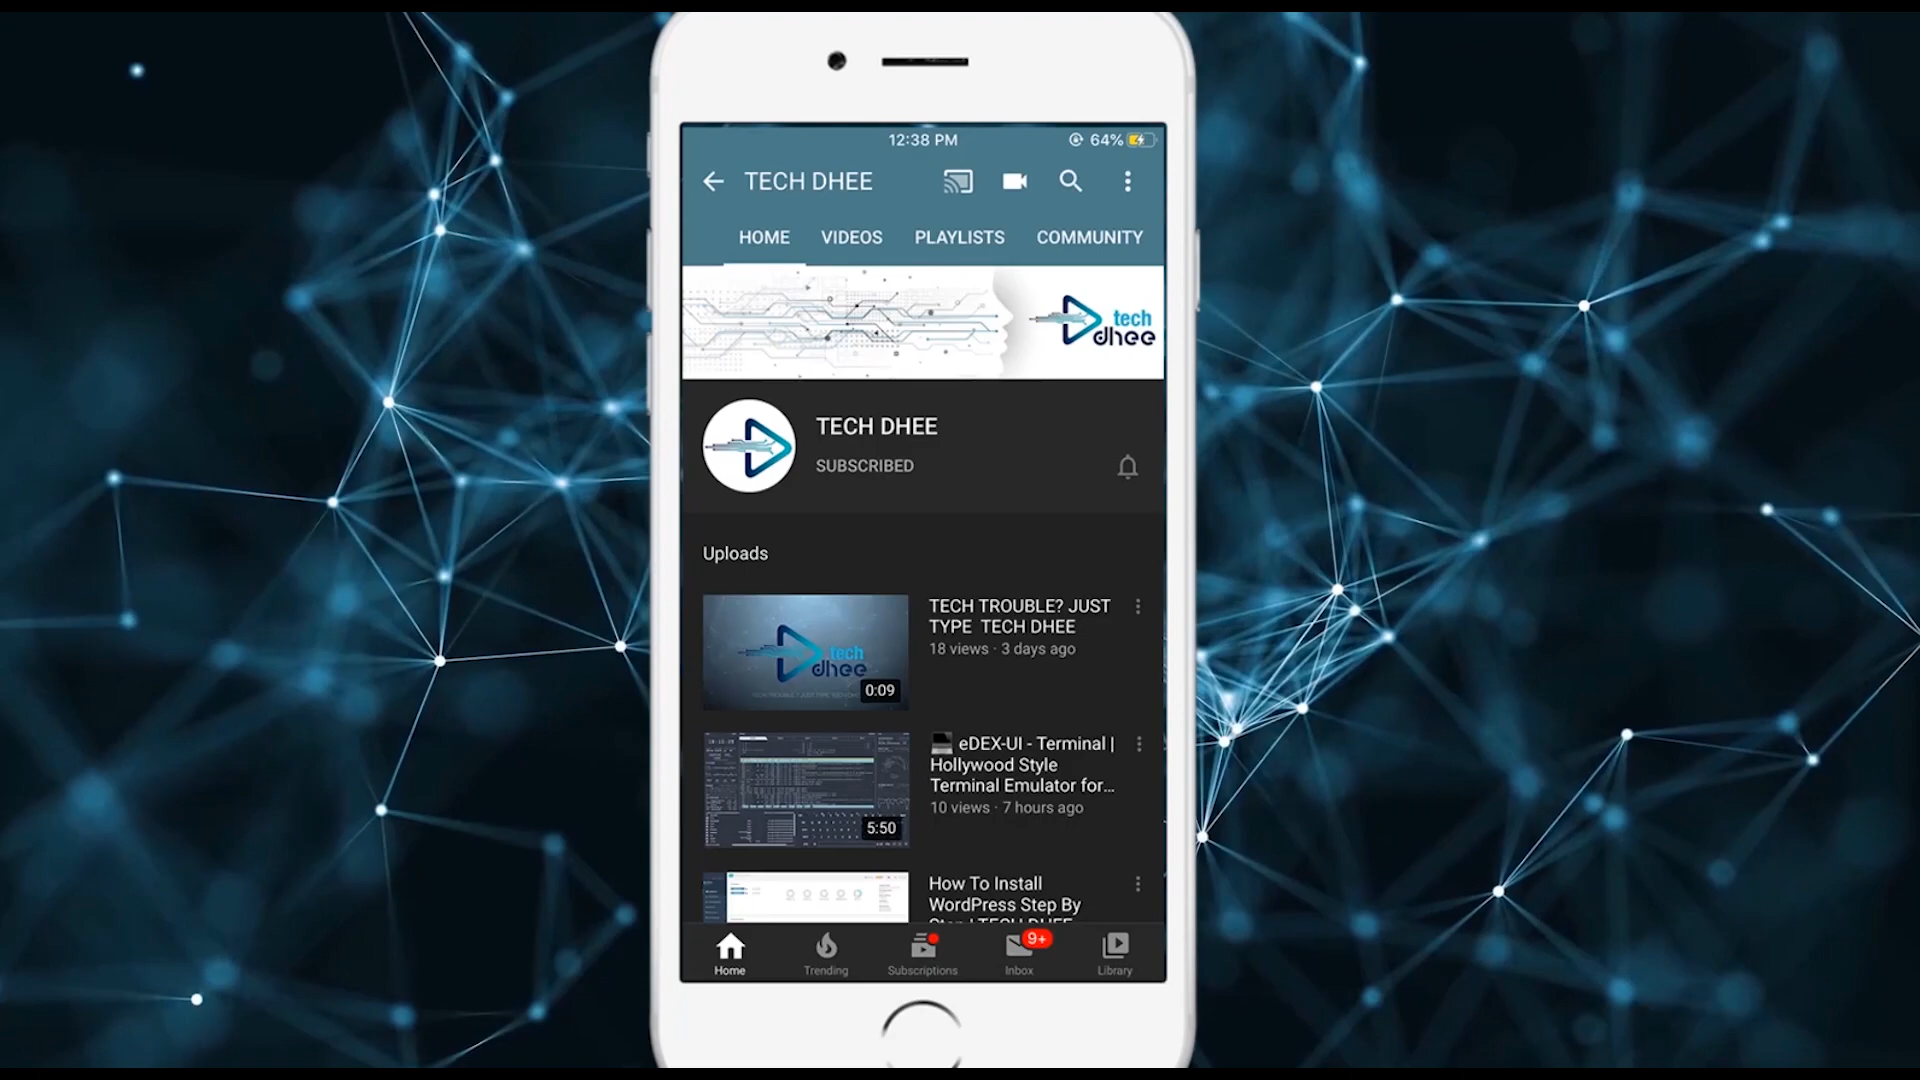 12:38 PM
64%
TECH DHEE
HOME VIDEOS PLAYLISTS COMMUNITY
tech
dhee
TECH DHEE
SUBSCRIBED
Uploads
tech
dhee
0:09
TECH TROUBLE? JUST
TYPE TECH DHEE
18 views · 3 days ago
5:50
eDEX-UI - Terminal |
Hollywood Style
Terminal Emulator for...
10 views · 7 hours ago
How To Install
WordPress Step By
Step | TECH DHEE
9+
Home Trending Subscriptions Inbox Library